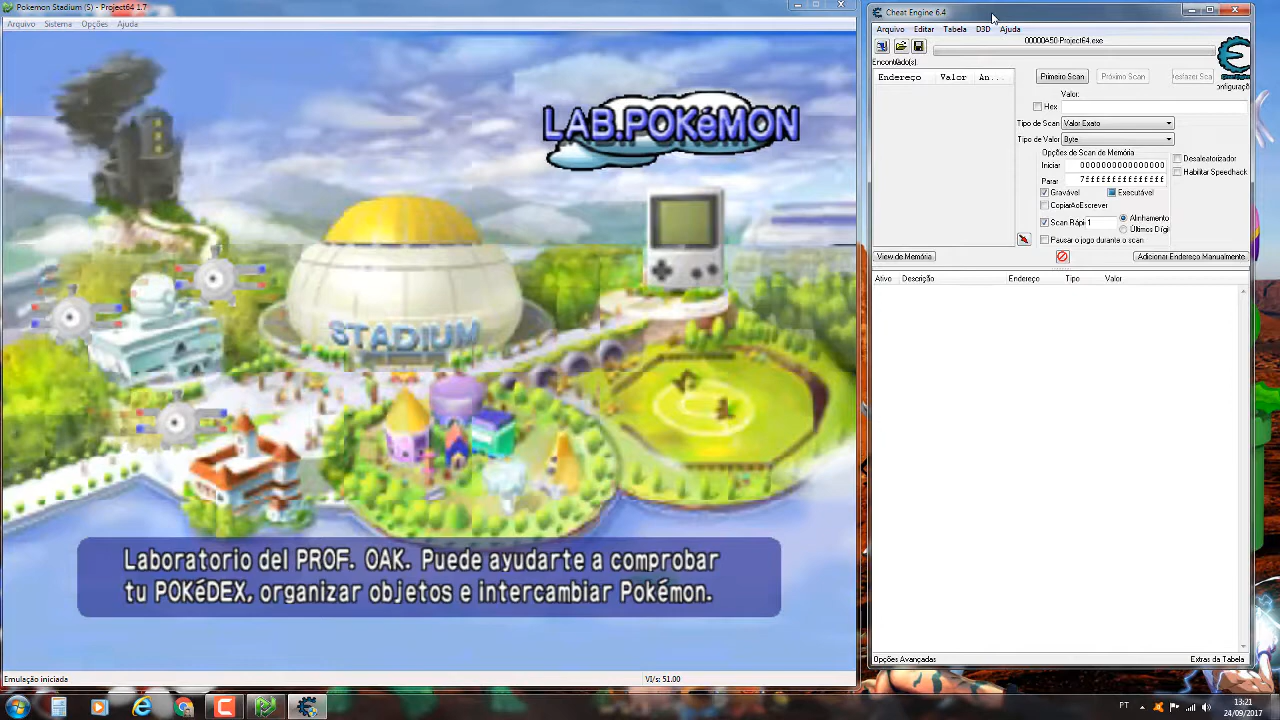 Pokemon Stadium (S) - Project64 1.7
Arquivo Sistema Opções Ajuda
LAB.POKéMON
STADIUM
Laboratorio del PROF. OAK. Puede ayudarte a comprobar
tu POKéDEX, organizar objetos e intercambiar Pokémon.
Emulação iniciada
VI/s: 51.00
Cheat Engine 6.4
Arquivo Editar Tabela D3D Ajuda
00000A50-Project64.exe
Encontrado(s)
Endereço Valor An...
Primeiro Scan Próximo Scan
Valor:
Hex
Tipo de Scan Valor Exato
Tipo de Valor Byte
Opções do Scan de Memória
Iniciar 0000000000000000
Parar 7fffffffffffffff
Gravável Executável
CopiarAoEscrever
Scan Rápi 1 Alinhamento
Últimos Dígi
Pausar o jogo durante o scan
Desaleatorizador
Habilitar Speedhack
View de Memória
Adicionar Endereço Manualmente
Ativo Descrição Endereço Tipo Valor
Opções Avançadas
Extras da Tabela
PT
13:21
24/09/2017